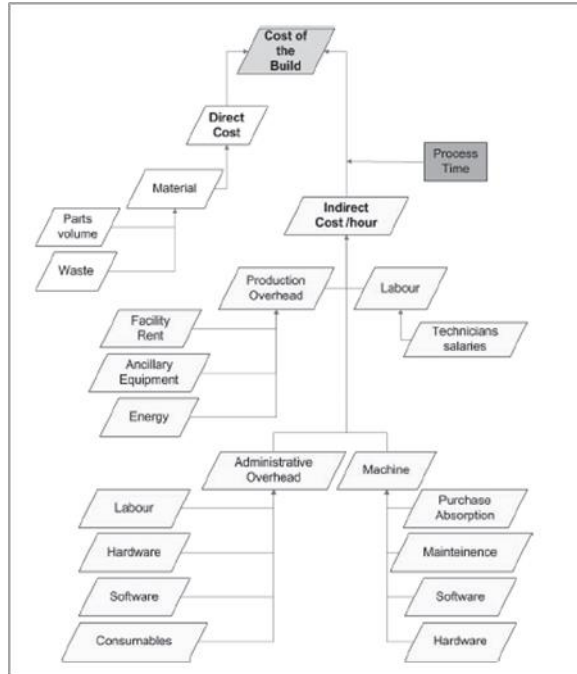 Cost of
the
Build
Direct
Cost
Process
Time
Material
Parts
volume
Indirect
Cost /hour
Waste
Production
Overhead
Labour
Facility
Rent
Technicians
salaries
Ancillary
Equipment
Energy
Administrative
Overhead
Machine
Labour
Purchase
Absorption
Hardware
Mainteinence
Software
Software
Consumables
Hardware